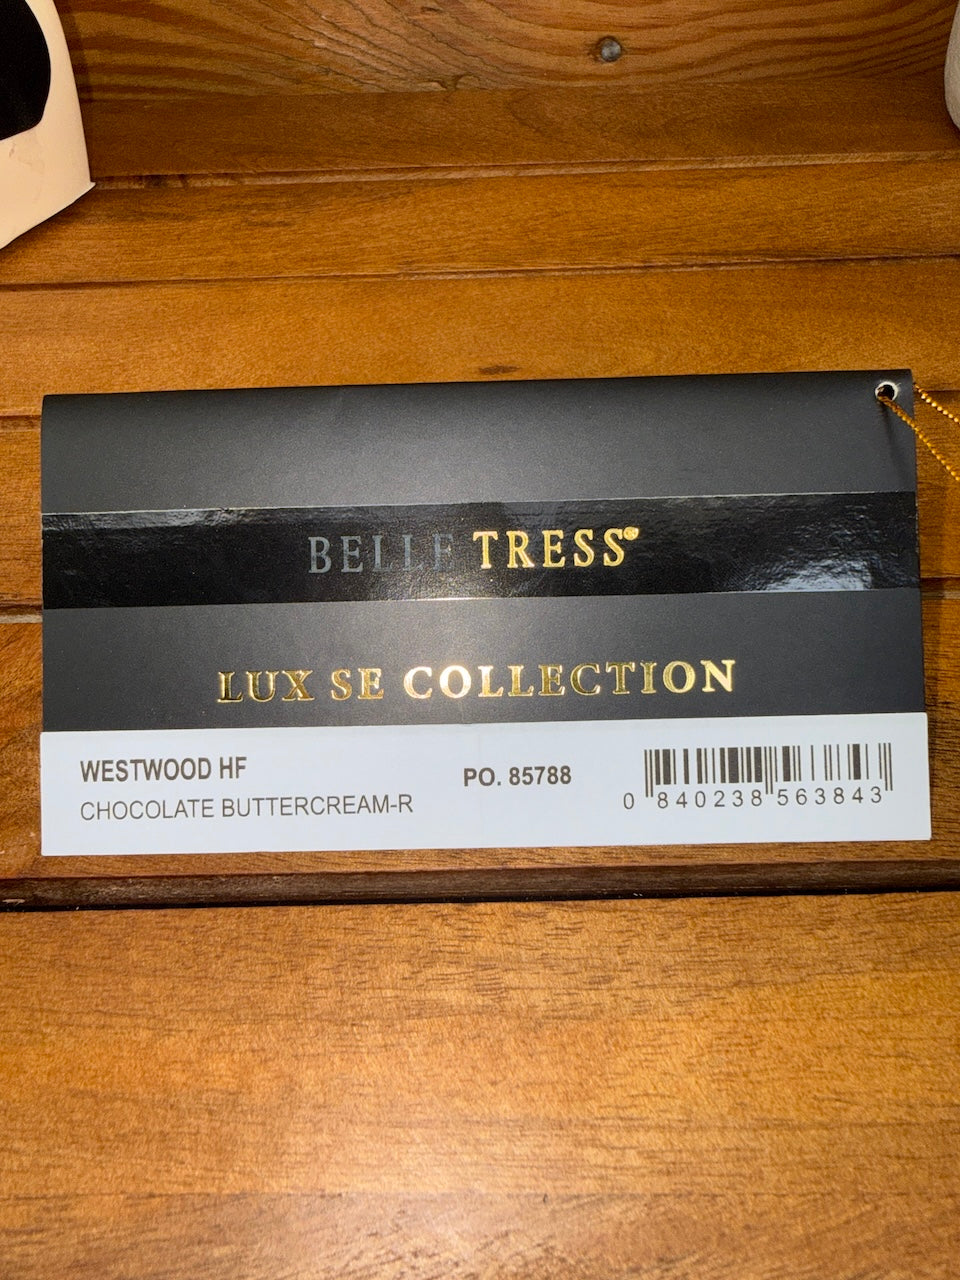 BELLE TRESS
LUX SE COLLECTION
WESTWOOD HF
PO. 85788
CHOCOLATE BUTTERCREAM-R
0 840238 563843